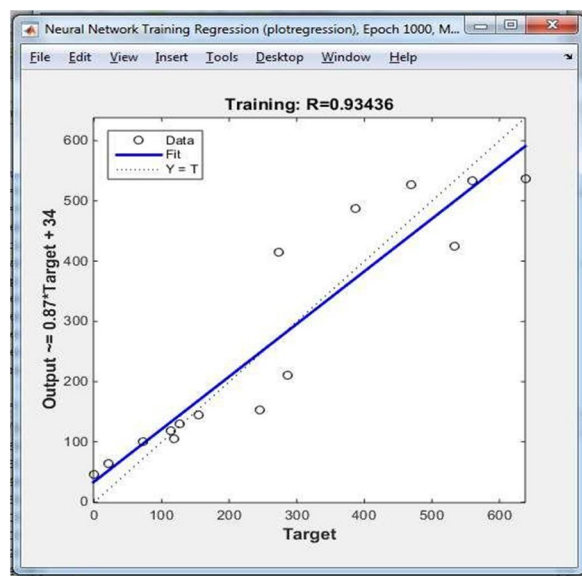 Neural Network Training Regression (plotregression), Epoch 1000, M...
File Edit View Insert Tools Desktop Window Help
Training: R=0.93436
Data
Fit
Y = T
Output ~= 0.87*Target + 34
600
500
400
300
200
100
0
0 100 200 300 400 500 600
Target